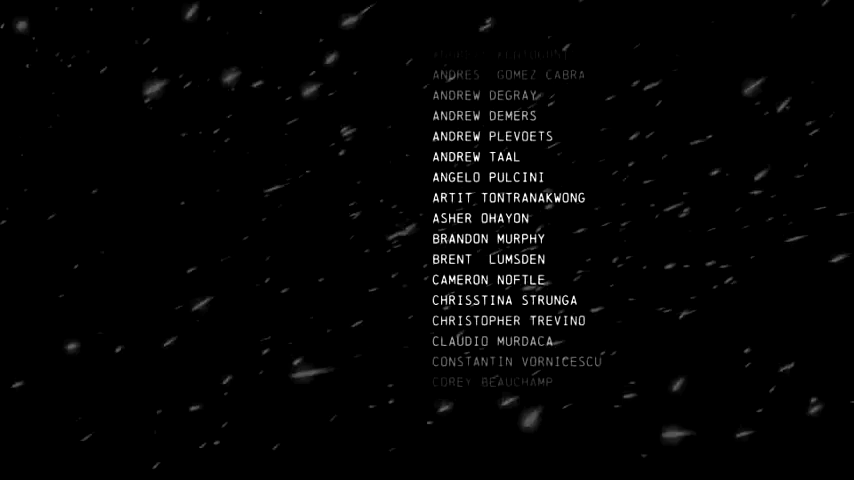 ANDRES  GOMEZ CABRA
ANDREW DEGRAY
ANDREW DEMERS
ANDREW PLEVOETS
ANDREW TAAL
ANGELO PULCINI
ARTIT TONTRANAKWONG
ASHER OHAYON
BRANDON MURPHY
BRENT  LUMSDEN
CAMERON NOFTLE
CHRISSTINA STRUNGA
CHRISTOPHER TREVINO
CLAUDIO MURDACA
CONSTANTIN VORNICESCU
COREY BEAUCHAMP